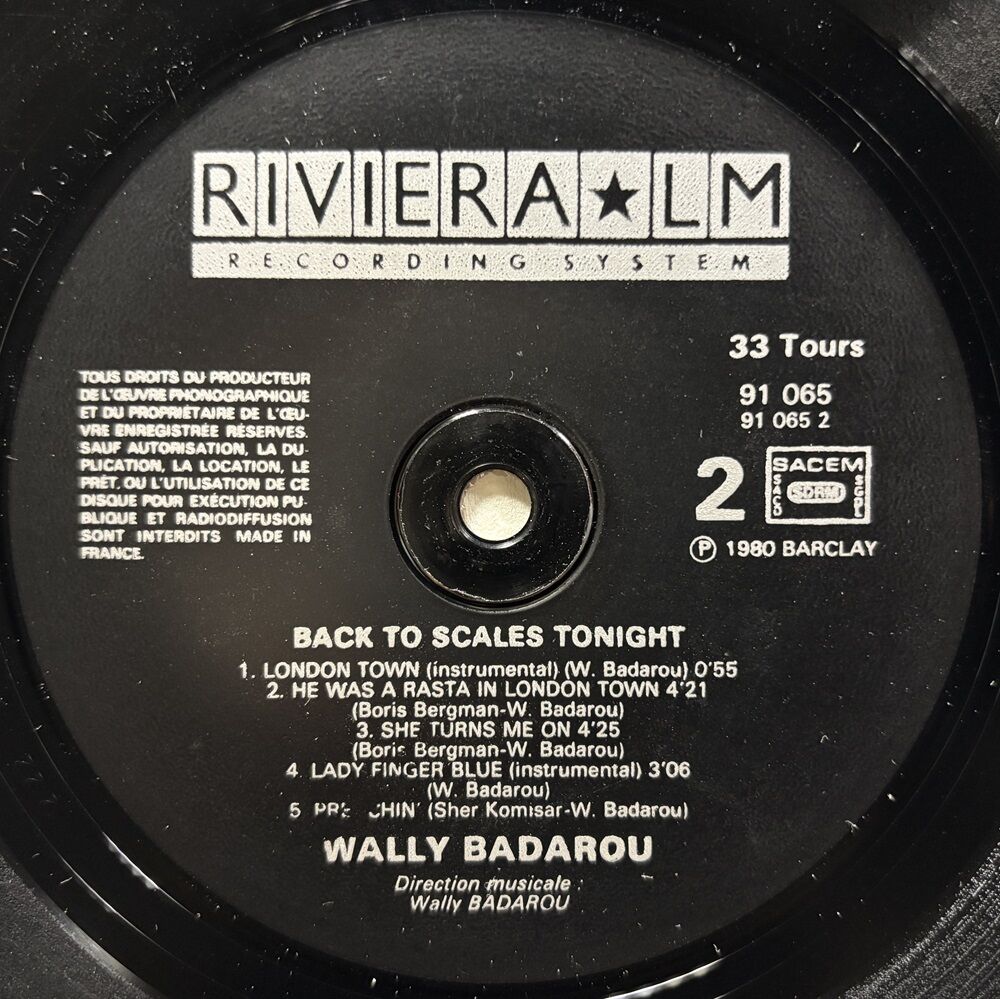 RIVIERA★LM
RECORDING SYSTEM
33 Tours
91 065
91 065 2
2
SACEM
SACD
SDRM
SGDL
Ⓟ 1980 BARCLAY
TOUS DROITS DU PRODUCTEUR
DE L'ŒUVRE PHONOGRAPHIQUE
ET DU PROPRIÉTAIRE DE L'ŒU-
VRE ENREGISTRÉE RÉSERVÉS.
SAUF AUTORISATION, LA DU-
PLICATION, LA LOCATION, LE
PRÊT, OU L'UTILISATION DE CE
DISQUE POUR EXÉCUTION PU-
BLIQUE ET RADIODIFFUSION
SONT INTERDITS MADE IN
FRANCE.
BACK TO SCALES TONIGHT
1. LONDON TOWN (instrumental) (W. Badarou) 0'55
2. HE WAS A RASTA IN LONDON TOWN 4'21
(Boris Bergman-W. Badarou)
3. SHE TURNS ME ON 4'25
(Boris Bergman-W. Badarou)
4. LADY FINGER BLUE (instrumental) 3'06
(W. Badarou)
5 (Sher Komisar-W. Badarou)
WALLY BADAROU
Direction musicale :
Wally BADAROU